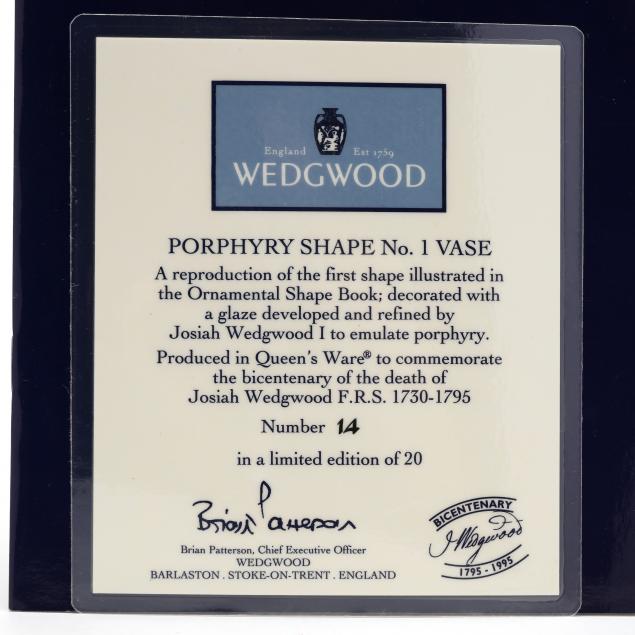 England Est 1759
WEDGWOOD
PORPHYRY SHAPE No. 1 VASE
A reproduction of the first shape illustrated in
the Ornamental Shape Book; decorated with
a glaze developed and refined by
Josiah Wedgwood I to emulate porphyry.
Produced in Queen's Ware® to commemorate
the bicentenary of the death of
Josiah Wedgwood F.R.S. 1730-1795
Number 14
in a limited edition of 20
Brian Patterson
Brian Patterson, Chief Executive Officer
WEDGWOOD
BARLASTON . STOKE-ON-TRENT . ENGLAND
BICENTENARY
J Wedgwood
1795 - 1995